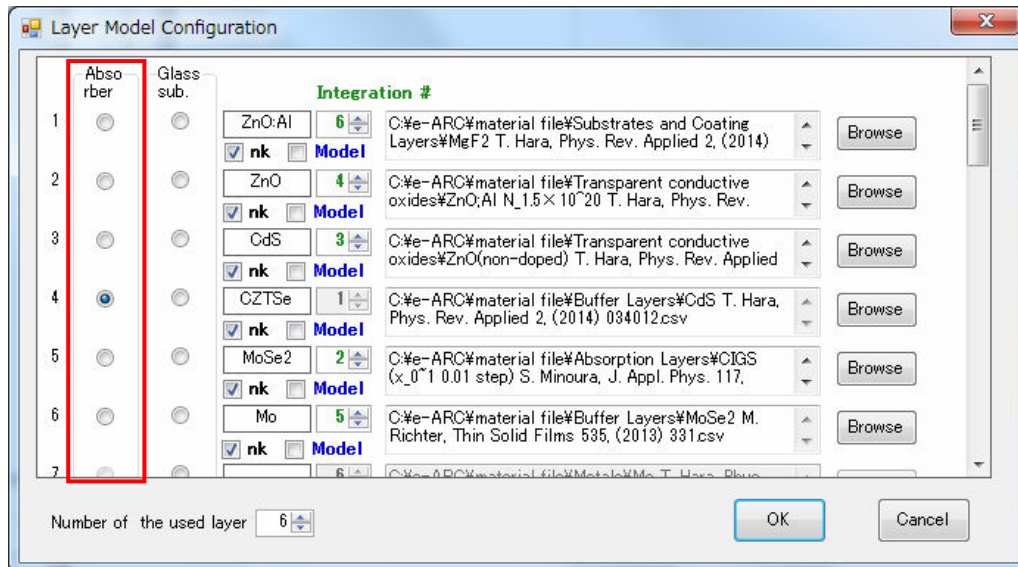 Layer Model Configuration
Abso
rber
Glass
sub.
Integration #
1
ZnO:Al
6
C:¥e-ARC¥material file¥Substrates and Coating
Layers¥MgF2 T. Hara, Phys. Rev. Applied 2, (2014)
Browse
nk
Model
2
ZnO
4
C:¥e-ARC¥material file¥Transparent conductive
oxides¥ZnO;Al N_1.5×10^20 T. Hara, Phys. Rev.
Browse
nk
Model
3
CdS
3
C:¥e-ARC¥material file¥Transparent conductive
oxides¥ZnO(non-doped) T. Hara, Phys. Rev. Applied
Browse
nk
Model
4
CZTSe
1
C:¥e-ARC¥material file¥Buffer Layers¥CdS T. Hara,
Phys. Rev. Applied 2, (2014) 034012.csv
Browse
nk
Model
5
MoSe2
2
C:¥e-ARC¥material file¥Absorption Layers¥CIGS
(x_0~1 0.01 step) S. Minoura, J. Appl. Phys. 117,
Browse
nk
Model
6
Mo
5
C:¥e-ARC¥material file¥Buffer Layers¥MoSe2 M.
Richter, Thin Solid Films 535, (2013) 331.csv
Browse
nk
Model
7
6
C:¥e-ARC¥material file¥Metals¥Mo T. Hara, Phys.
Number of the used layer
6
OK
Cancel